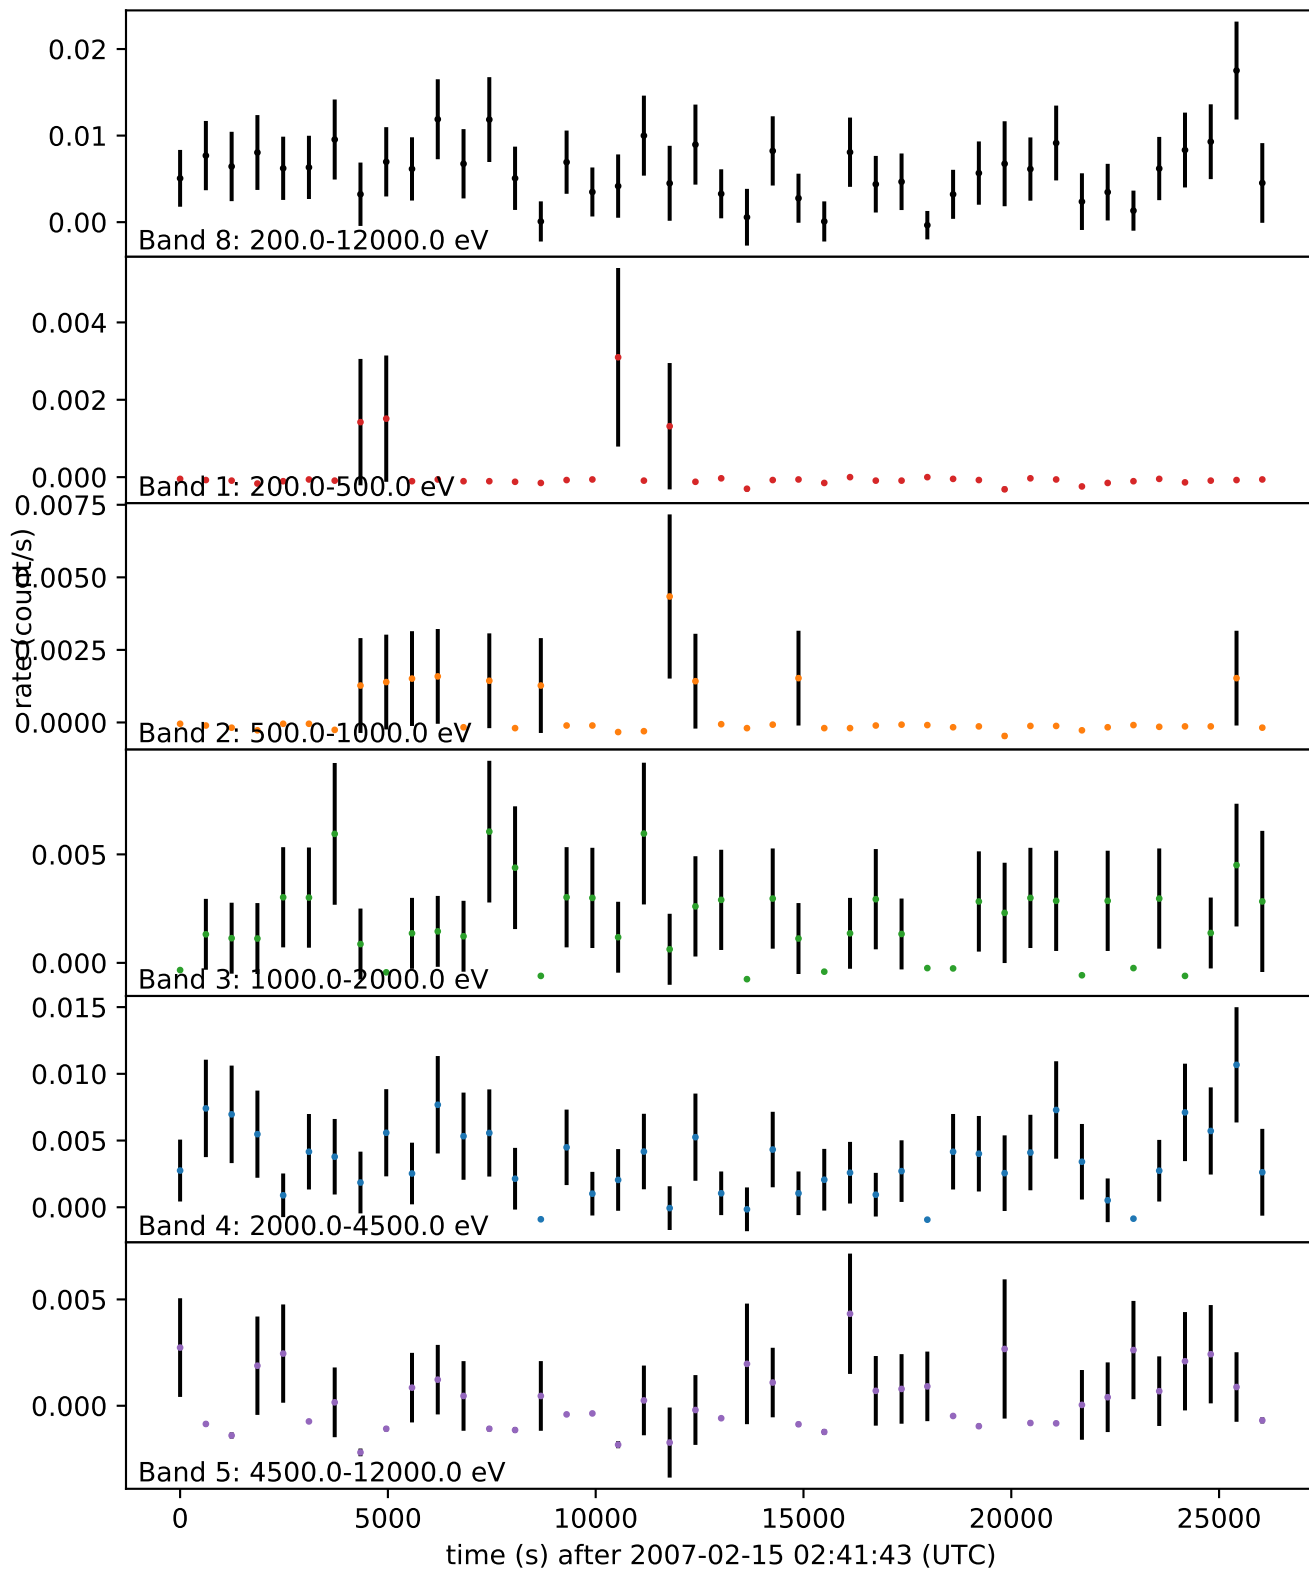 0.02
0.01
0.00
Band 8: 200.0-12000.0 eV
0.004
0.002
0.000
Band 1: 200.0-500.0 eV
0.0075
0.0050
0.0025
0.0000
rate (count/s)
Band 2: 500.0-1000.0 eV
0.005
0.000
Band 3: 1000.0-2000.0 eV
0.015
0.010
0.005
0.000
Band 4: 2000.0-4500.0 eV
0.005
0.000
Band 5: 4500.0-12000.0 eV
0 5000 10000 15000 20000 25000
time (s) after 2007-02-15 02:41:43 (UTC)